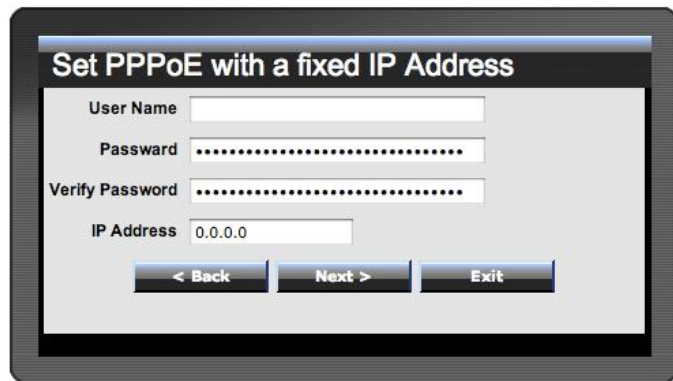 Set PPPoE with a fixed IP Address
User Name
Passward ••••••••••••••••••••••••••••••••
Verify Password ••••••••••••••••••••••••••••••••
IP Address 0.0.0.0
< Back Next > Exit